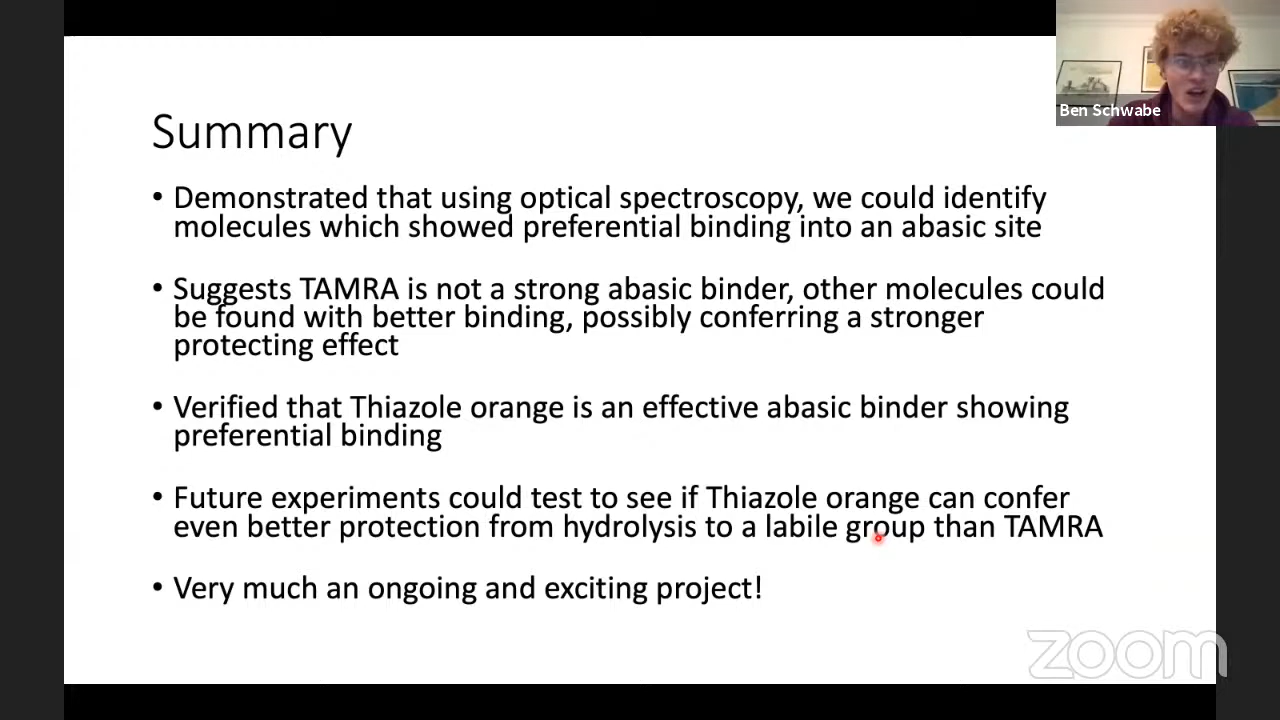 Ben Schwabe
Summary
• Demonstrated that using optical spectroscopy, we could identify
molecules which showed preferential binding into an abasic site
• Suggests TAMRA is not a strong abasic binder, other molecules could
be found with better binding, possibly conferring a stronger
protecting effect
• Verified that Thiazole orange is an effective abasic binder showing
preferential binding
• Future experiments could test to see if Thiazole orange can confer
even better protection from hydrolysis to a labile group than TAMRA
• Very much an ongoing and exciting project!
zoom